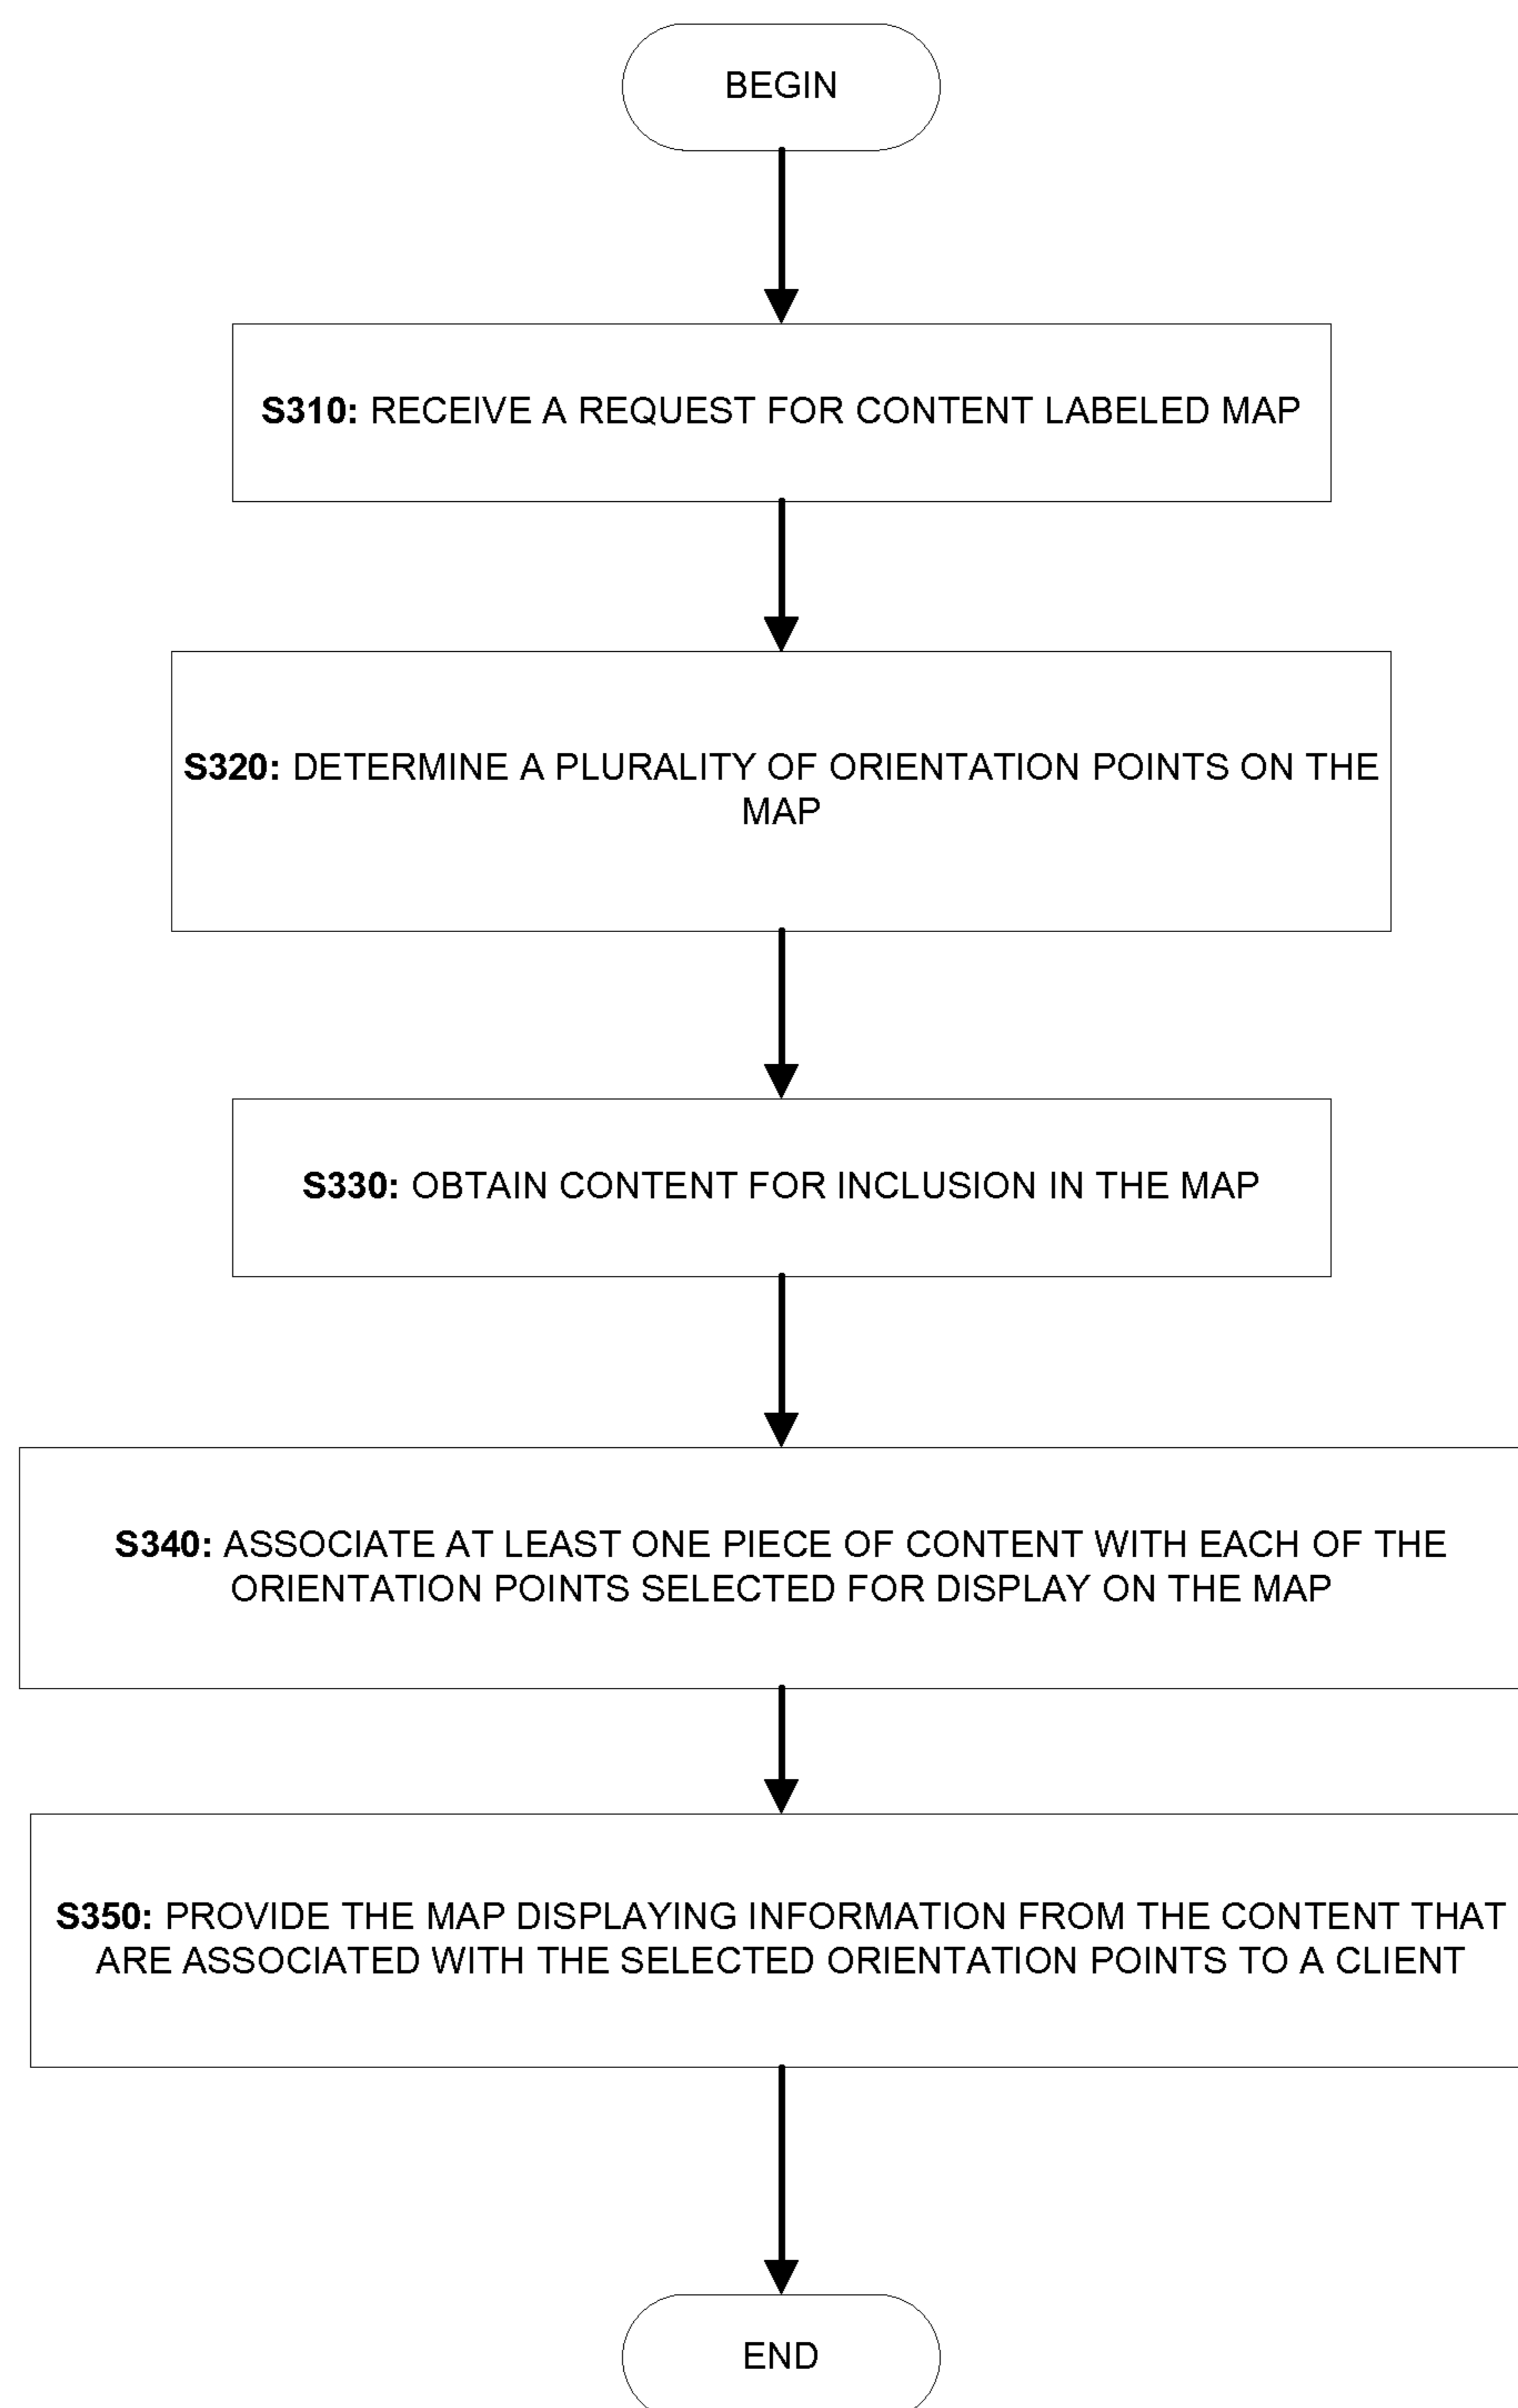 BEGIN
S310: RECEIVE A REQUEST FOR CONTENT LABELED MAP
S320: DETERMINE A PLURALITY OF ORIENTATION POINTS ON THE
MAP
S330: OBTAIN CONTENT FOR INCLUSION IN THE MAP
S340: ASSOCIATE AT LEAST ONE PIECE OF CONTENT WITH EACH OF THE
ORIENTATION POINTS SELECTED FOR DISPLAY ON THE MAP
S350: PROVIDE THE MAP DISPLAYING INFORMATION FROM THE CONTENT THAT
ARE ASSOCIATED WITH THE SELECTED ORIENTATION POINTS TO A CLIENT
END